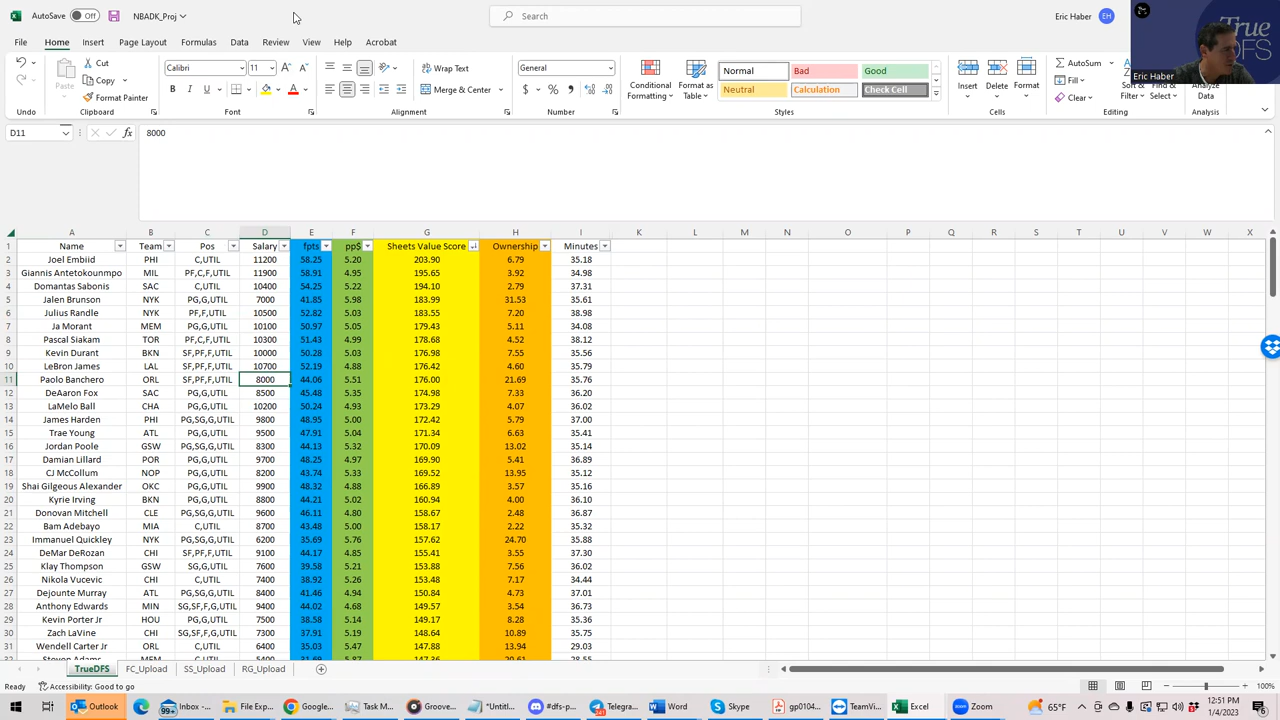 AutoSave Off NBADK_Proj Search Eric Haber EH True DFS
File Home Insert Page Layout Formulas Data Review View Help Acrobat Eric Haber
Cut Calibri 11 Wrap Text General Normal Bad Good AutoSum
Paste Copy Conditional Formatting Format as Table Insert Delete Format Fill Sort & Filter Find & Select Analyze Data
Format Painter Merge & Center Neutral Calculation Check Cell Clear
Undo Clipboard Font Alignment Number Styles Cells Editing Analysis
D11 8000
A B C D E F G H I J K L M N O P Q R S T U V W X
1 Name Team Pos Salary fpts pp$ Sheets Value Score Ownership Minutes
2 Joel Embiid PHI C,UTIL 11200 58.25 5.20 203.90 6.79 35.18
3 Giannis Antetokounmpo MIL PF,C,F,UTIL 11900 58.91 4.95 195.65 3.92 34.98
4 Domantas Sabonis SAC C,UTIL 10400 54.25 5.22 194.10 2.79 37.31
5 Jalen Brunson NYK PG,G,UTIL 7000 41.85 5.98 183.99 31.53 35.61
6 Julius Randle NYK PF,F,UTIL 10500 52.82 5.03 183.55 7.20 38.98
7 Ja Morant MEM PG,G,UTIL 10100 50.97 5.05 179.43 5.11 34.08
8 Pascal Siakam TOR PF,C,F,UTIL 10300 51.43 4.99 178.68 4.52 38.12
9 Kevin Durant BKN SF,PF,F,UTIL 10000 50.28 5.03 176.98 7.55 35.56
10 LeBron James LAL SF,PF,F,UTIL 10700 52.19 4.88 176.42 4.60 35.79
11 Paolo Banchero ORL SF,PF,F,UTIL 8000 44.06 5.51 176.00 21.69 35.76
12 DeAaron Fox SAC PG,G,UTIL 8500 45.48 5.35 174.98 7.33 36.20
13 LaMelo Ball CHA PG,G,UTIL 10200 50.24 4.93 173.29 4.07 36.02
14 James Harden PHI PG,SG,G,UTIL 9800 48.95 5.00 172.42 5.79 37.00
15 Trae Young ATL PG,G,UTIL 9500 47.91 5.04 171.34 6.63 35.41
16 Jordan Poole GSW PG,SG,G,UTIL 8300 44.13 5.32 170.09 13.02 35.14
17 Damian Lillard POR PG,G,UTIL 9700 48.25 4.97 169.90 5.41 36.89
18 CJ McCollum NOP PG,G,UTIL 8200 43.74 5.33 169.52 13.95 35.12
19 Shai Gilgeous Alexander OKC PG,G,UTIL 9900 48.32 4.88 166.89 3.57 35.16
20 Kyrie Irving BKN PG,G,UTIL 8800 44.21 5.02 160.94 4.00 36.10
21 Donovan Mitchell CLE PG,SG,G,UTIL 9600 46.11 4.80 158.67 2.48 36.87
22 Bam Adebayo MIA C,UTIL 8700 43.48 5.00 158.17 2.22 35.32
23 Immanuel Quickley NYK PG,SG,G,UTIL 6200 35.69 5.76 157.62 24.70 35.88
24 DeMar DeRozan CHI SF,PF,F,UTIL 9100 44.17 4.85 155.41 3.55 37.30
25 Klay Thompson GSW SG,G,UTIL 7600 39.58 5.21 153.88 7.56 36.02
26 Nikola Vucevic CHI C,UTIL 7400 38.92 5.26 153.48 7.17 34.44
27 Dejounte Murray ATL PG,SG,G,UTIL 8400 41.46 4.94 150.84 4.73 37.01
28 Anthony Edwards MIN SG,SF,F,G,UTIL 9400 44.02 4.68 149.57 3.54 36.73
29 Kevin Porter Jr HOU PG,G,UTIL 7500 38.58 5.14 149.17 8.28 35.36
30 Zach LaVine CHI SG,SF,F,G,UTIL 7300 37.91 5.19 148.64 10.89 35.75
31 Wendell Carter Jr ORL C,UTIL 6400 35.03 5.47 147.88 13.94 29.03
Steven Adams MEM C,UTIL 5400 31.69 5.87 147.36 20.61 28.55
TrueDFS FC_Upload SS_Upload RG_Upload
Ready Accessibility: Good to go 100%
Outlook Inbox - 99+ File Exp... Google... Task M... Groove... *Untitl... #dfs-p... Telegra... Word Skype gp0104... TeamVi... Excel Zoom 65°F 12:51 PM 1/4/2023